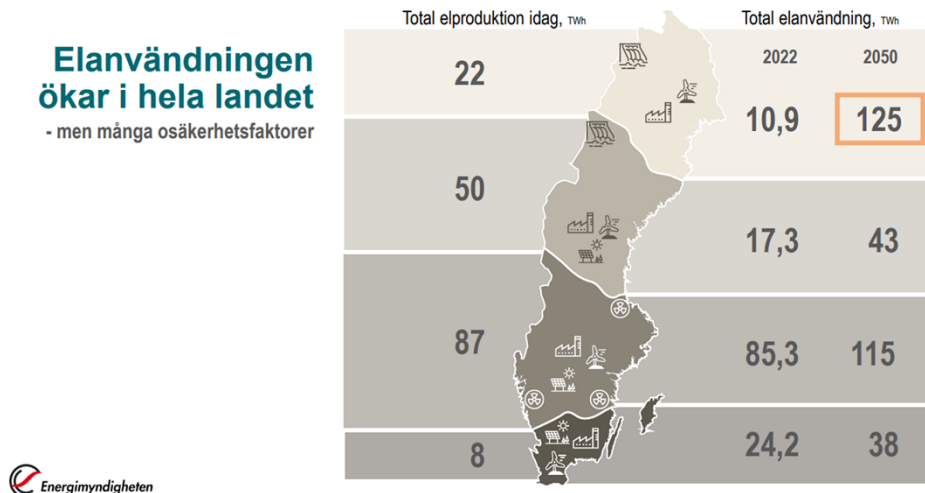 Elanvändningen
ökar i hela landet
- men många osäkerhetsfaktorer
Total elproduktion idag, TWh
22
50
87
8
Total elanvändning, TWh
2022 2050
10,9 125
17,3 43
85,3 115
24,2 38
Energimyndigheten